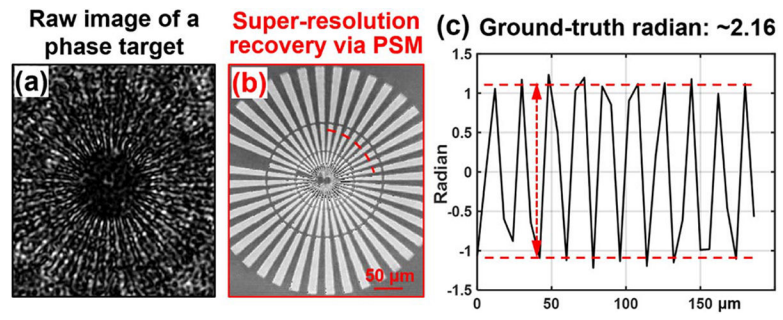 Raw image of a
phase target
(a)
Super-resolution
recovery via PSM
(b)
50 μm
(c) Ground-truth radian: ~2.16
Radian
1.5
1
0.5
0
-0.5
-1
-1.5
0 50 100 150 μm